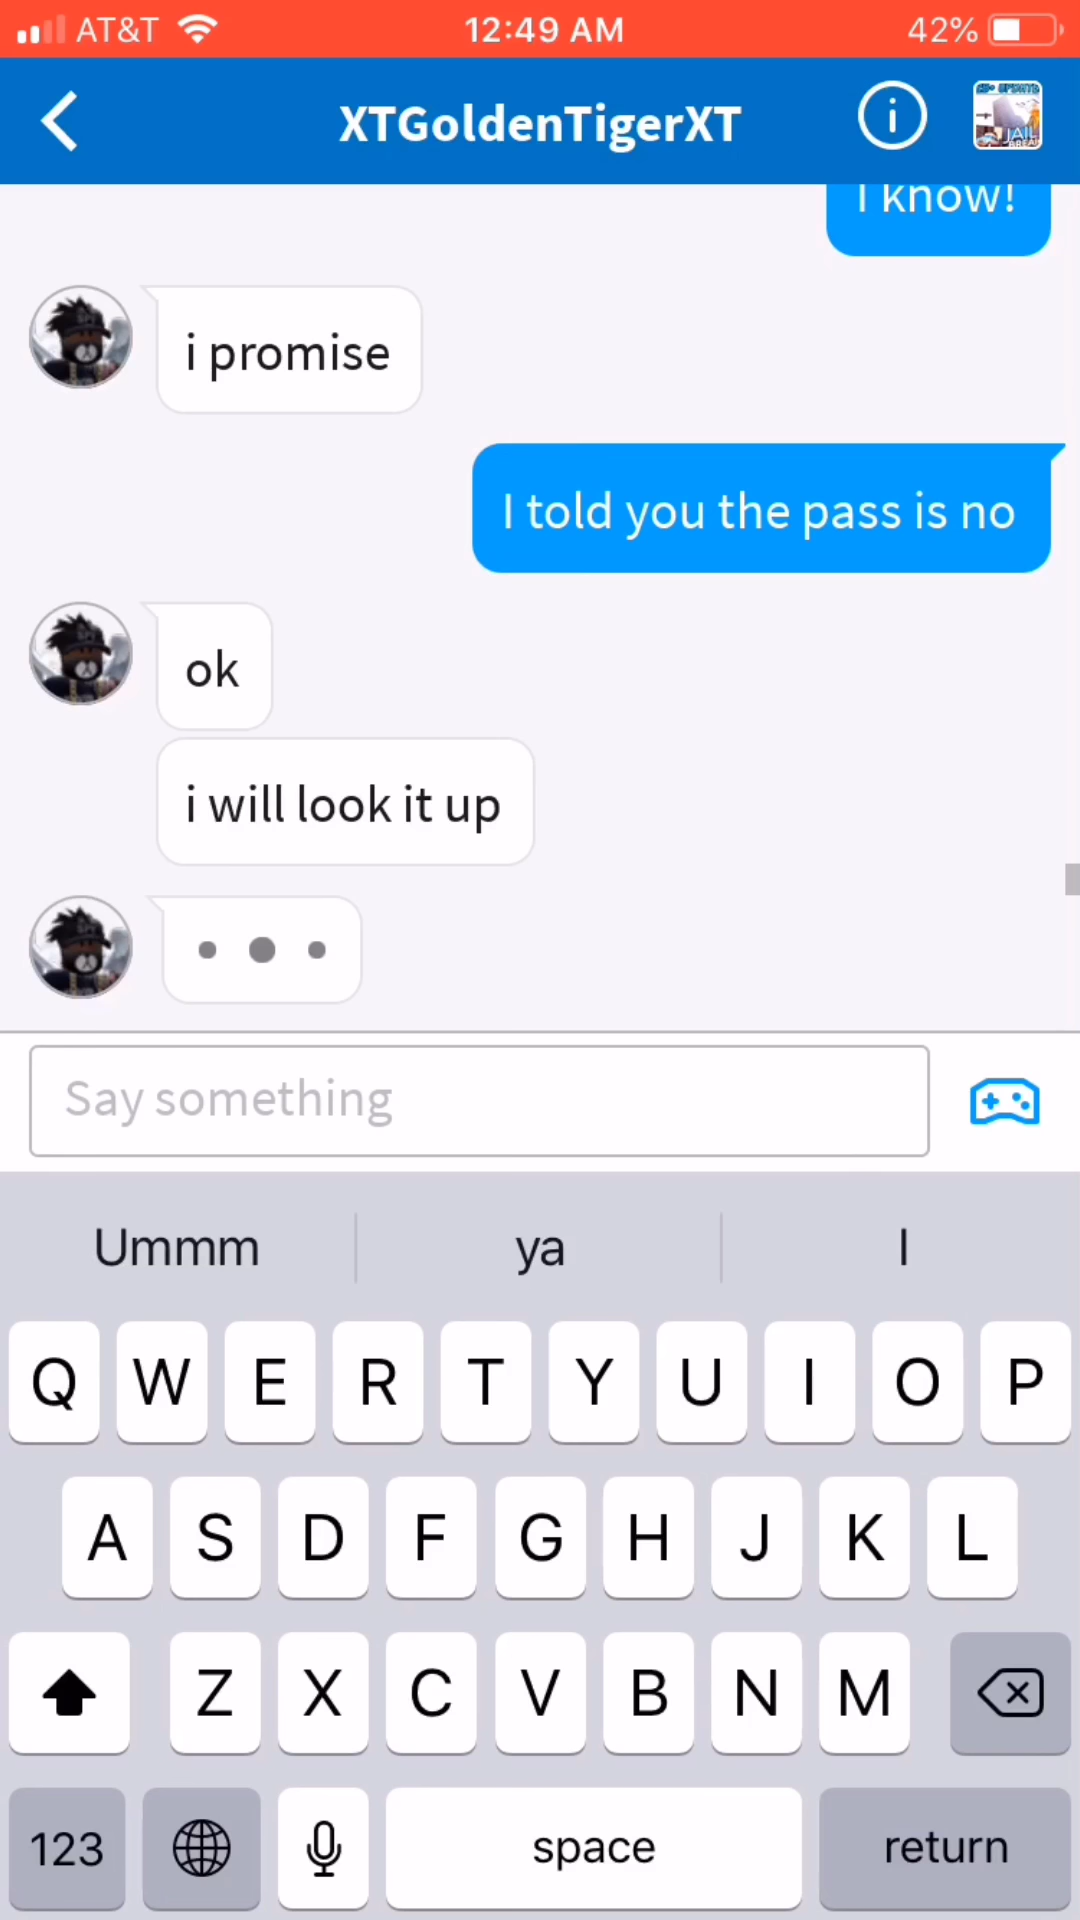 AT&T 12:49 AM 42%
XTGoldenTigerXT
I know!
i promise
I told you the pass is no
ok
i will look it up
Say something
Ummm ya I
Q W E R T Y U I O P
A S D F G H J K L
Z X C V B N M
123 space return